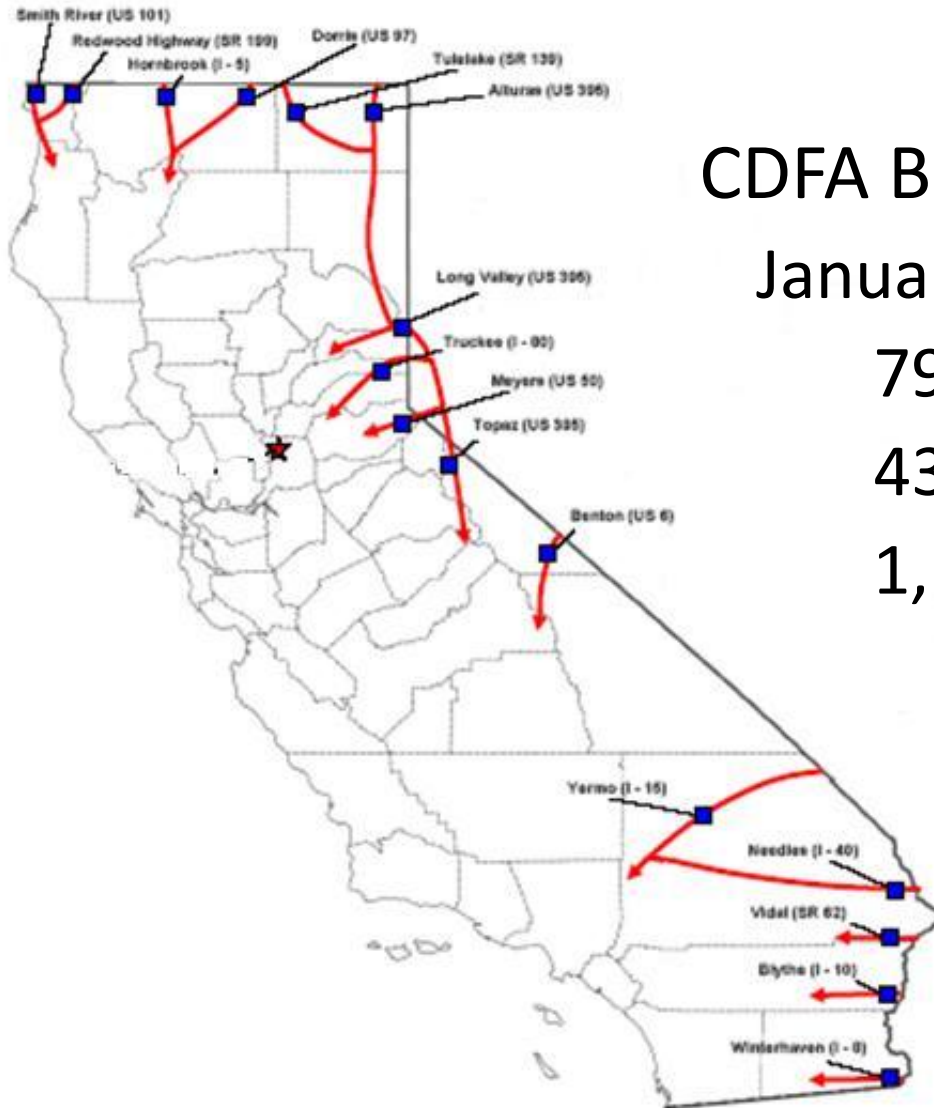 Smith River (US 101)
Redwood Highway (SR 199)
Dorris (US 97)
Hornbrook (I - 5)
Tulelake (SR 139)
Alturas (US 395)
CDFA B
Janua
Long Valley (US 395)
Truckee (I - 80)
79
Meyers (US 50)
Topaz (US 395)
43
Benton (US 6)
1,
Yermo (I - 15)
Needles (I - 40)
Vidal (SR 62)
Blythe (I - 10)
Winterhaven (I - 8)